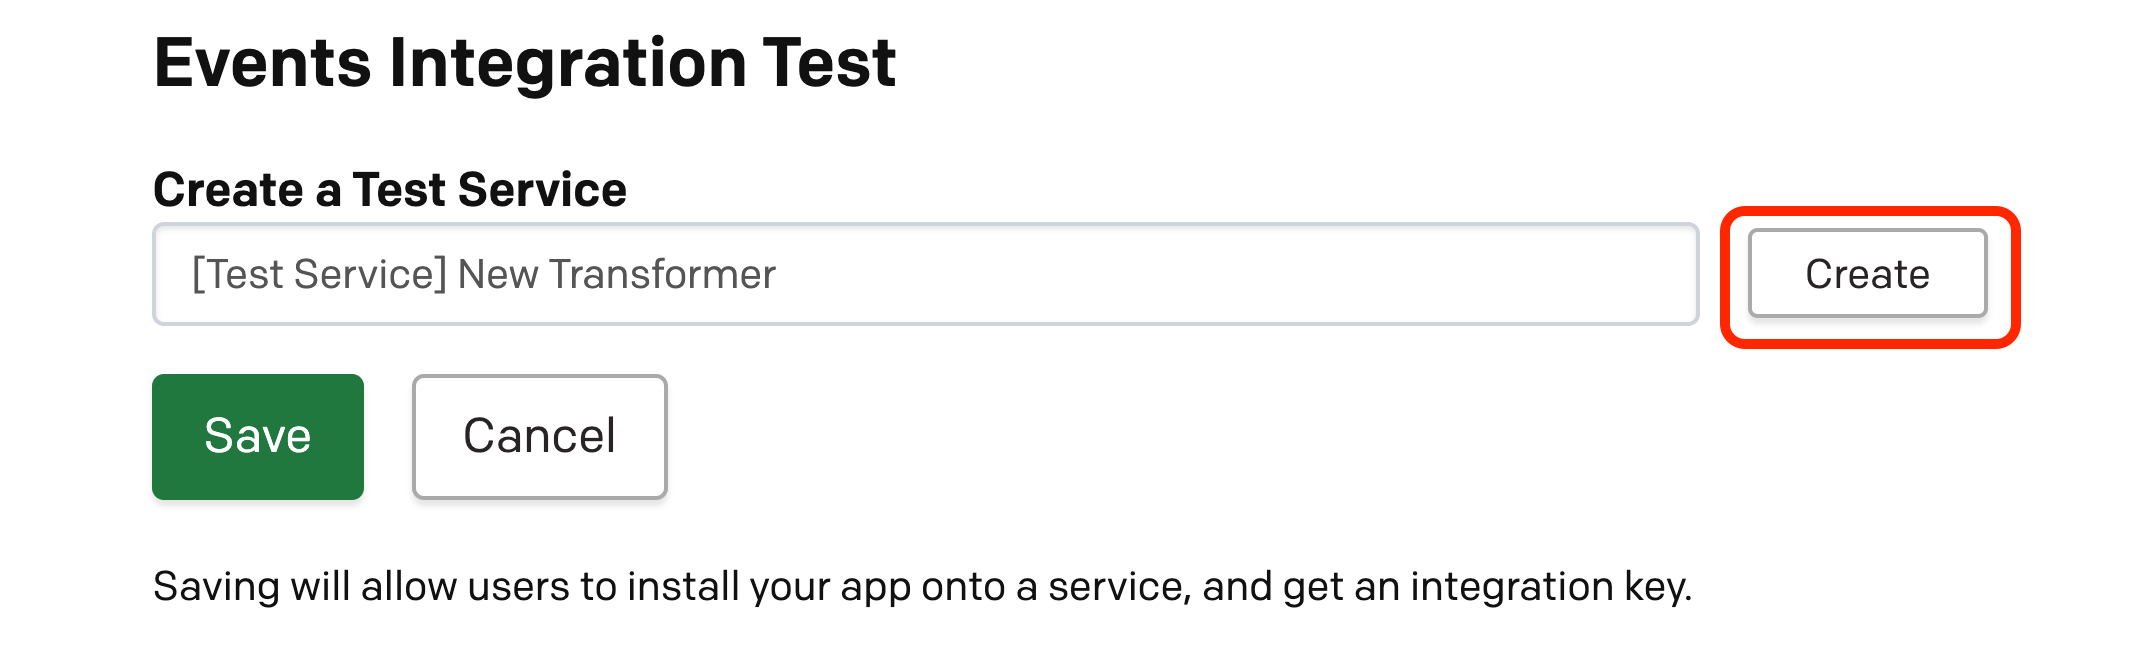 Events Integration Test
Create a Test Service
[Test Service] New Transformer
Create
Save
Cancel
Saving will allow users to install your app onto a service, and get an integration key.